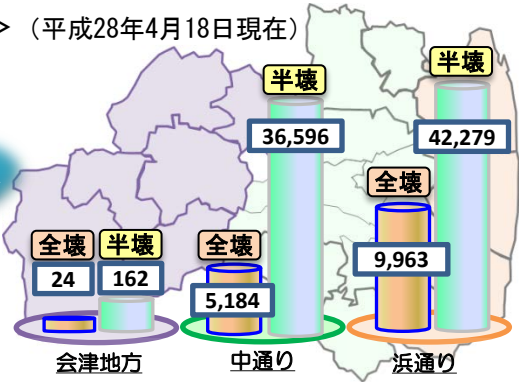 > (平成28年4月18日現在)
半壊
半壊
36,596
42,279
全壊
全壊
半壊
全壊
24
162
5,184
9,963
会津地方
中通り
浜通り